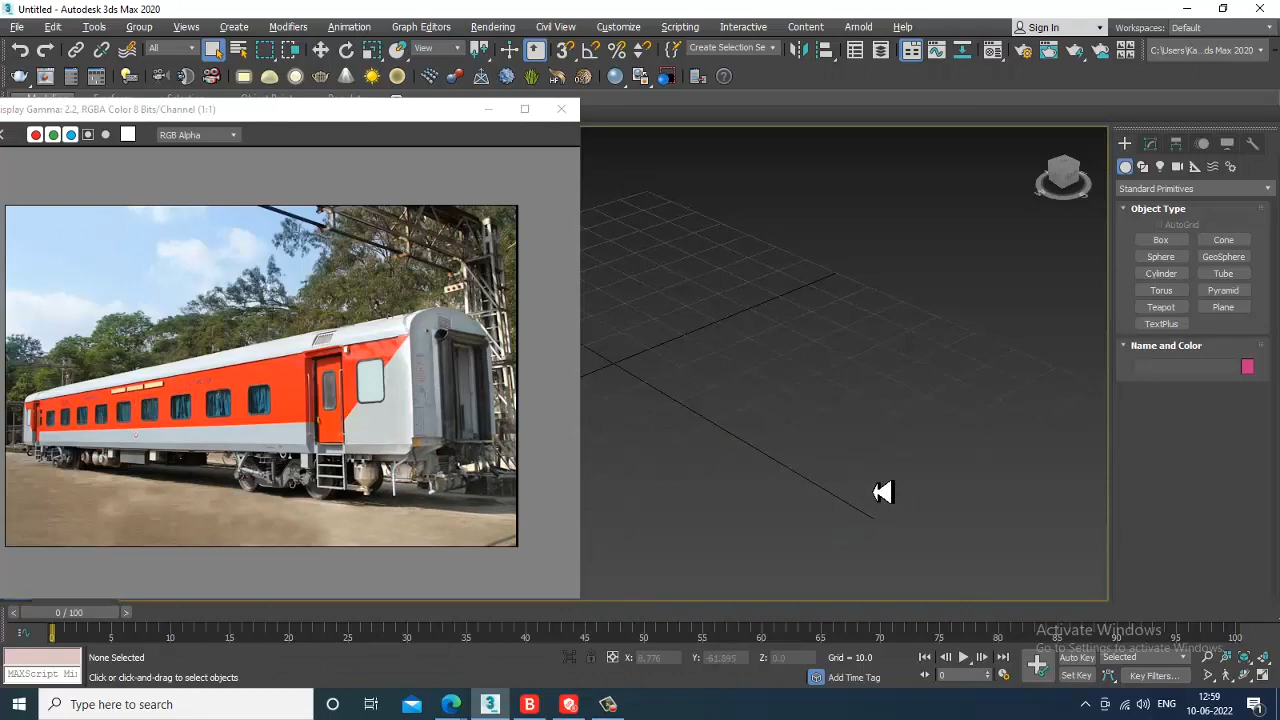 Untitled - Autodesk 3ds Max 2020
File Edit Tools Group Views Create Modifiers Animation Graph Editors Rendering Civil View Customize Scripting Interactive Content Arnold Help Sign In Workspaces: Default
All View Create Selection Se C:\Users\Ka...ds Max 2020
isplay Gamma: 2.2, RGBA Color 8 Bits/Channel (1:1)
RGB Alpha
Standard Primitives
Object Type
AutoGrid
Box Cone
Sphere GeoSphere
Cylinder Tube
Torus Pyramid
Teapot Plane
TextPlus
Name and Color
0 / 100
0 5 10 15 20 25 30 35 40 45 50 55 60 65 70 75 80 85 90 95 100
Activate Windows
Go to Settings to activate Windows.
None Selected X: 8.776 Y: -61.895 Z: 0.0 Grid = 10.0 Auto Key Selected
MAXScript Mi Click or click-and-drag to select objects Add Time Tag 0 Set Key Key Filters...
Type here to search
ENG 12:59
10-06-2022